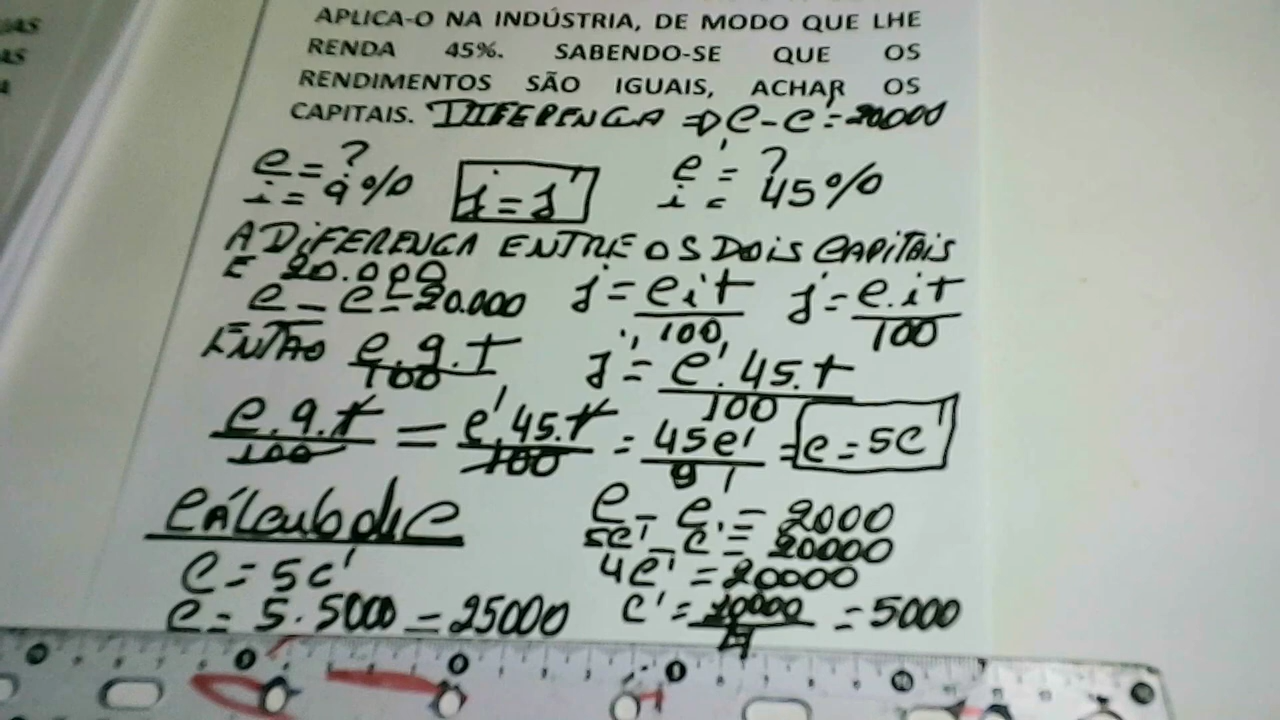 APLICA-O NA INDÚSTRIA, DE MODO QUE LHE
RENDA 45%. SABENDO-SE QUE OS
RENDIMENTOS SÃO IGUAIS, ACHAR OS
CAPITAIS. DIFERENÇA => C - C' = 20000
C = ? C' = ?
i = 9% j = j' i = 45%
A DIFERENÇA ENTRE OS DOIS CAPITAIS
É 20.000
C - C' = 20.000 j = cit/100 j' = c.it/100
ENTÃO c.9.t/100 j' = c'.45.t/100
c.9.t/100 = c'.45.t/100 = 45c'/9 = c = 5c'
CÁLCULO DE C C - C' = 2000
5c' - c' = 20000
C = 5c' 4c' = 20000
C = 5.5000 = 25000 c' = 20000/4 = 5000